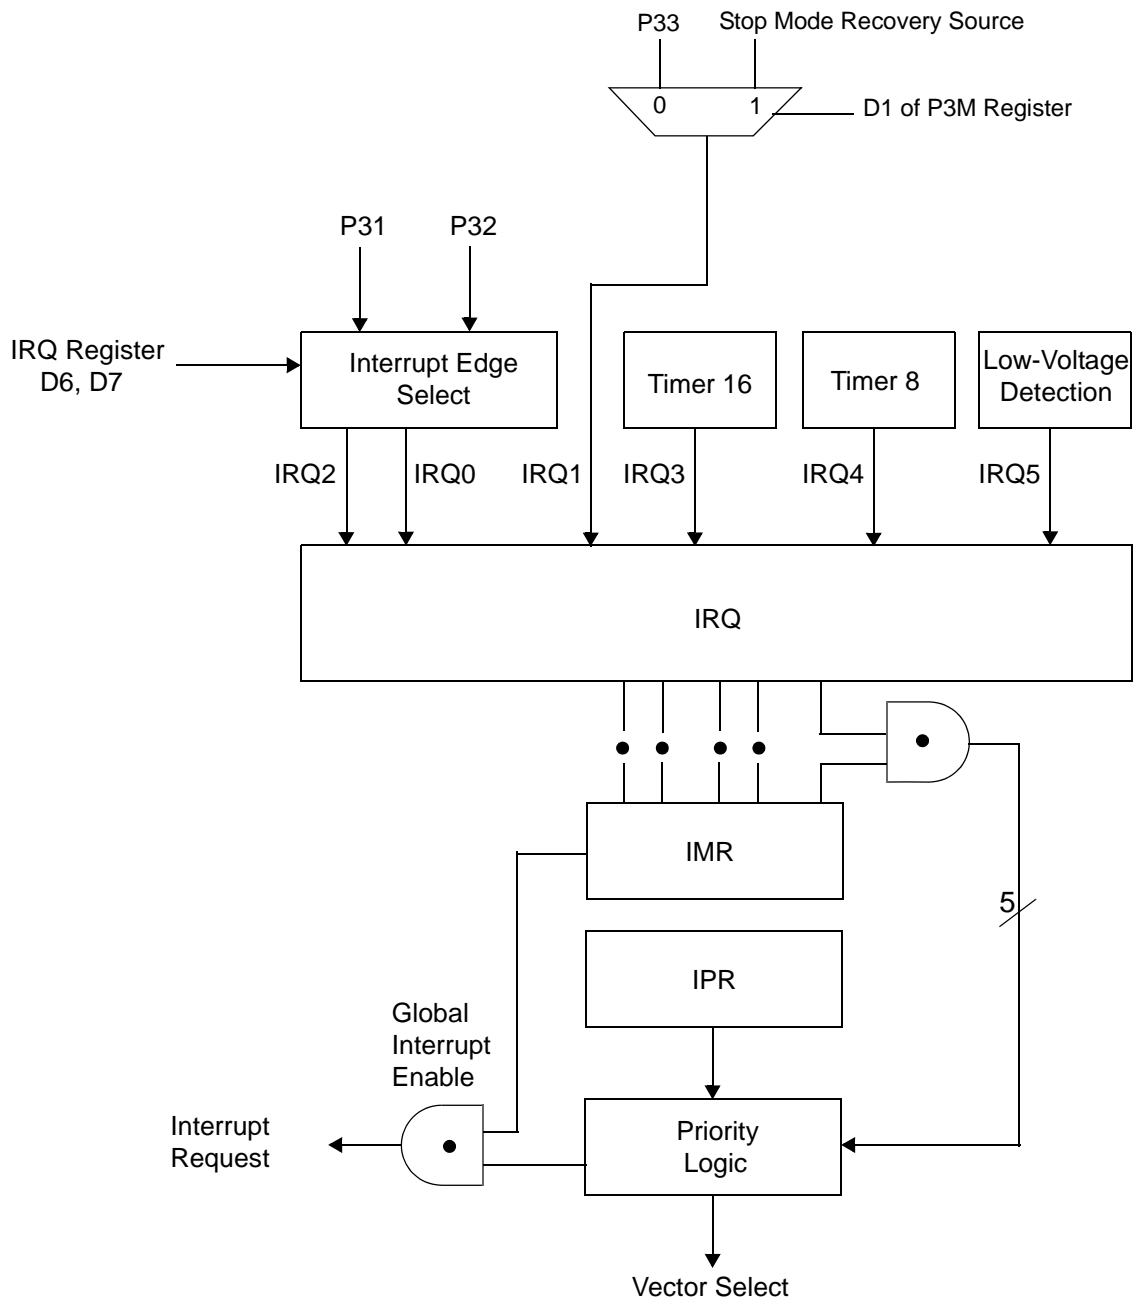 P33
Stop Mode Recovery Source
0
1
D1 of P3M Register
P31
P32
IRQ Register
D6, D7
Interrupt Edge
Select
Timer 16
Timer 8
Low-Voltage
Detection
IRQ2
IRQ0
IRQ1
IRQ3
IRQ4
IRQ5
IRQ
IMR
5
IPR
Global
Interrupt
Enable
Interrupt
Request
Priority
Logic
Vector Select